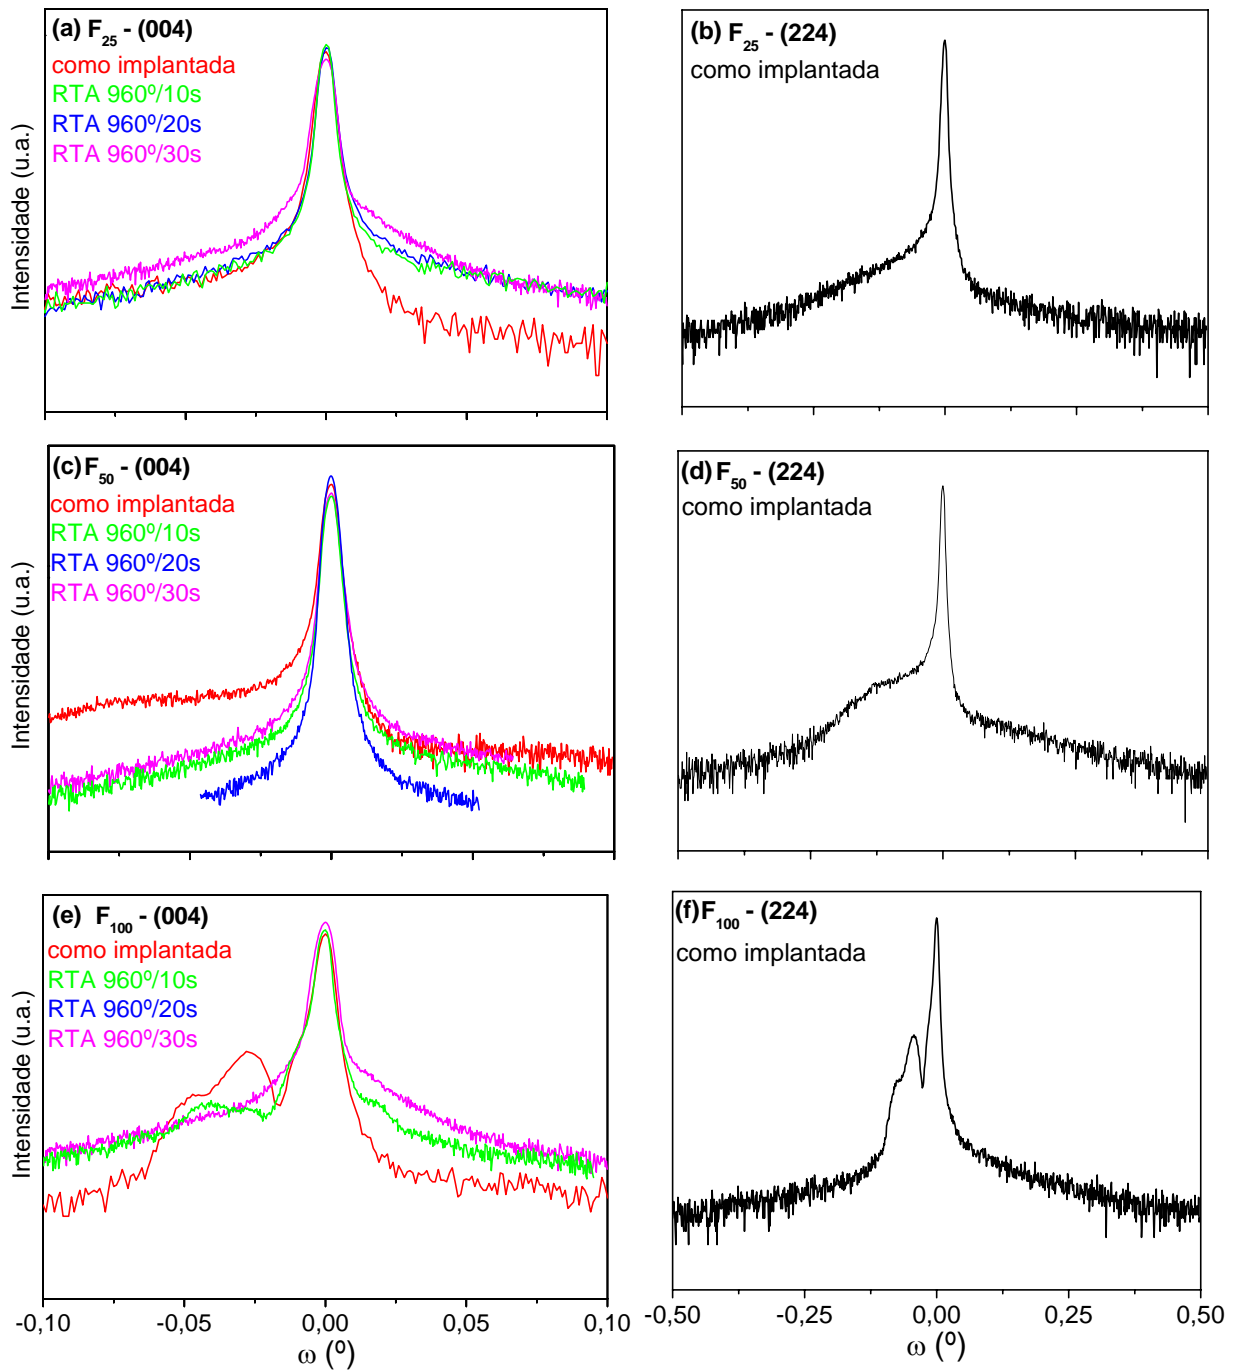 (a) F25 - (004)
como implantada
RTA 960º/10s
RTA 960º/20s
RTA 960º/30s
Intensidade (u.a.)
(b) F25 - (224)
como implantada
(c) F50 - (004)
como implantada
RTA 960º/10s
RTA 960º/20s
RTA 960º/30s
Intensidade (u.a.)
(d) F50 - (224)
como implantada
(e) F100 - (004)
como implantada
RTA 960º/10s
RTA 960º/20s
RTA 960º/30s
Intensidade (u.a.)
-0,10 -0,05 0,00 0,05 0,10
ω (º)
(f) F100 - (224)
como implantada
-0,50 -0,25 0,00 0,25 0,50
ω (º)